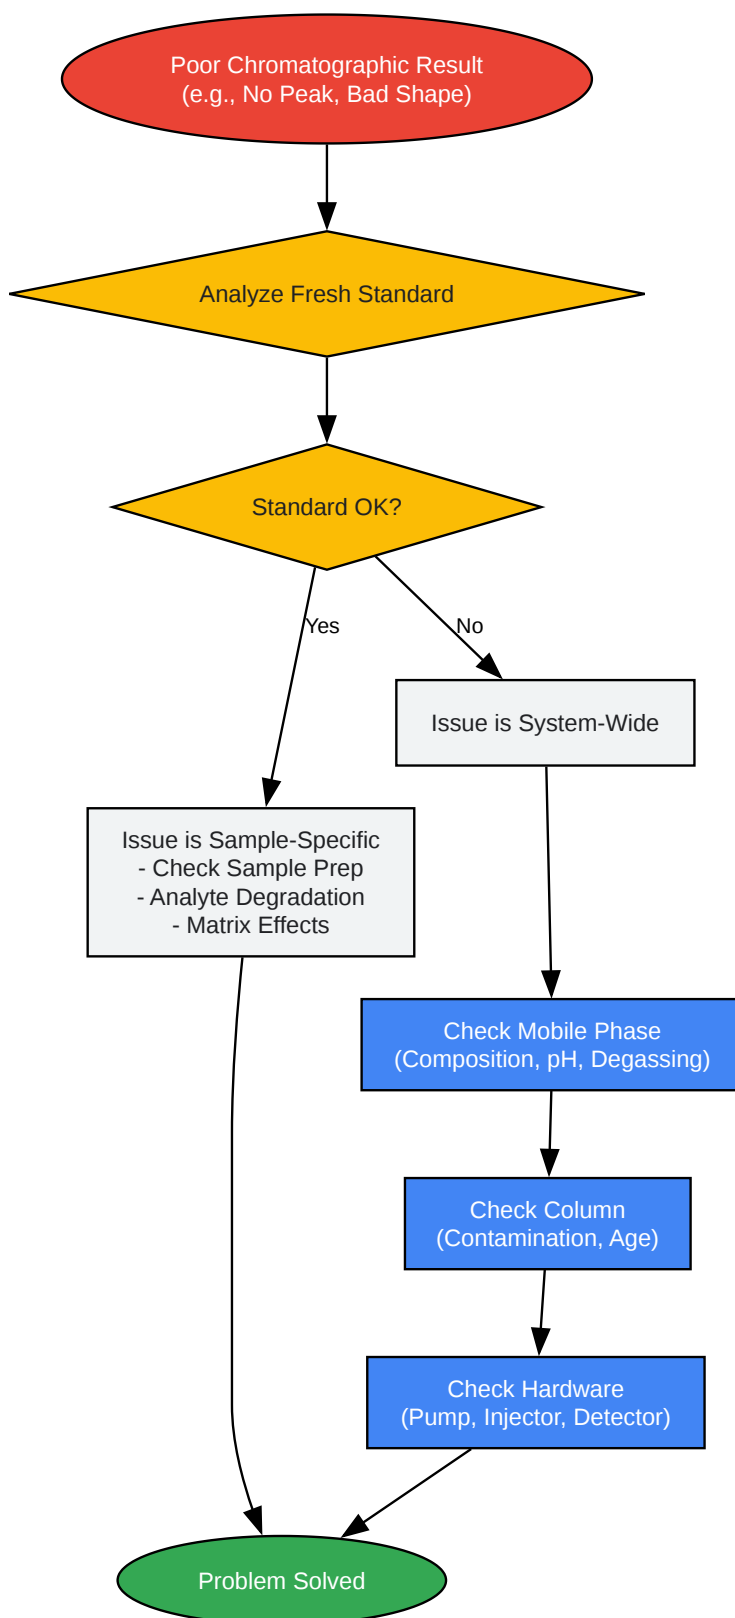 Poor Chromatographic Result
(e.g., No Peak, Bad Shape)
Analyze Fresh Standard
Standard OK?
Yes
No
Issue is System-Wide
Issue is Sample-Specific
- Check Sample Prep
- Analyte Degradation
- Matrix Effects
Check Mobile Phase
(Composition, pH, Degassing)
Check Column
(Contamination, Age)
Check Hardware
(Pump, Injector, Detector)
Problem Solved